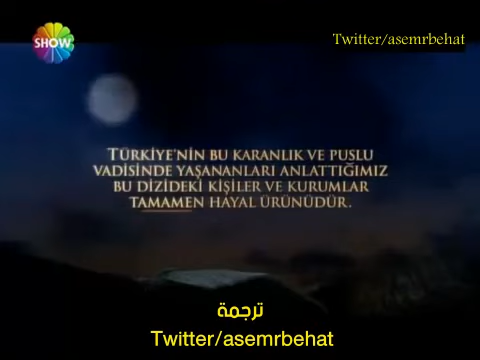 SHOW
Twitter/asemrbehat
TÜRKİYE'NİN BU KARANLIK VE PUSLU
VADİSİNDE YAŞANANLARI ANLATTIĞIMIZ
BU DİZİDEKİ KİŞİLER VE KURUMLAR
TAMAMEN HAYAL ÜRÜNÜDÜR.
ترجمة
Twitter/asemrbehat